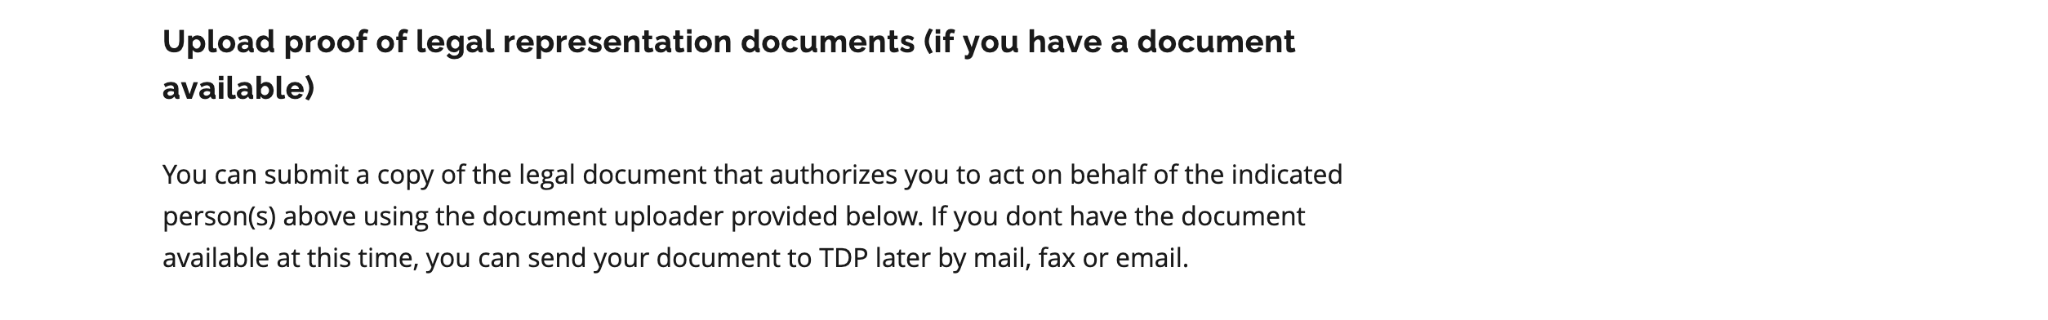 Upload proof of legal representation documents (if you have a document
available)
You can submit a copy of the legal document that authorizes you to act on behalf of the indicated
person(s) above using the document uploader provided below. If you dont have the document
available at this time, you can send your document to TDP later by mail, fax or email.